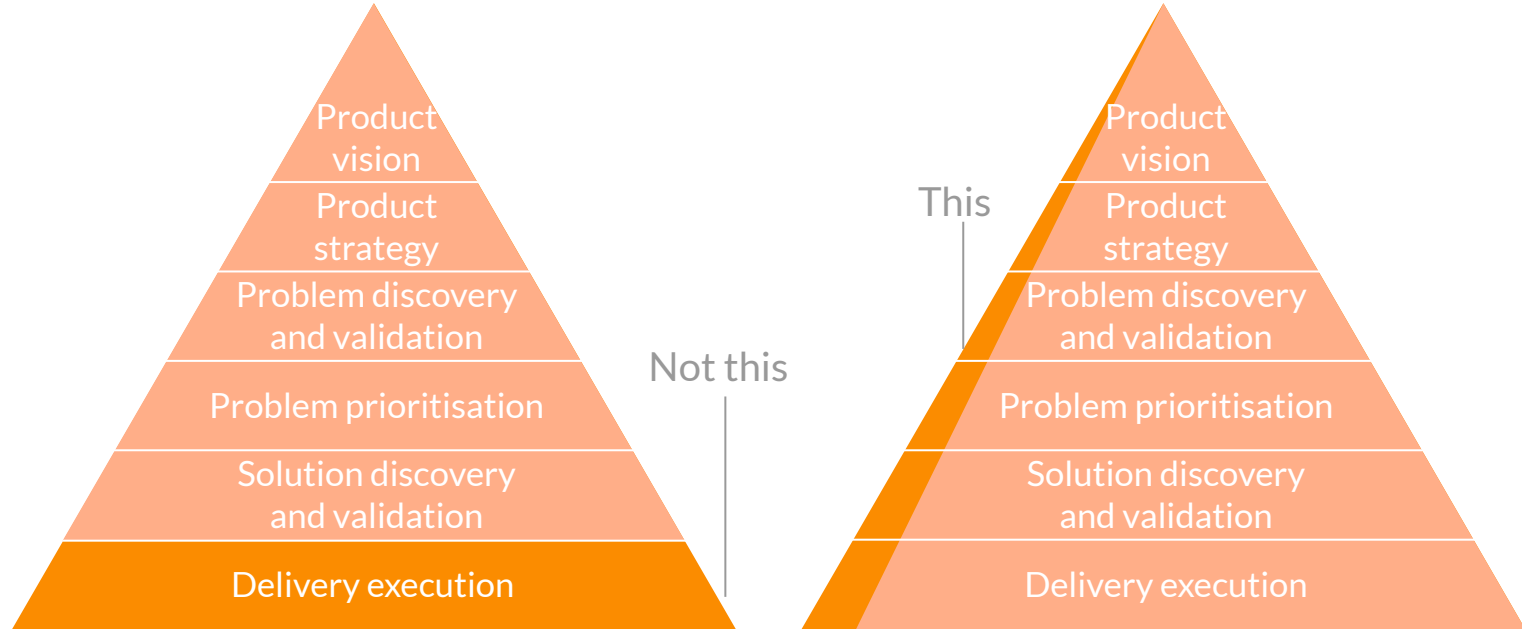 Product
vision
Product
strategy
Problem discovery
and validation
Problem prioritisation
Solution discovery
and validation
Delivery execution
Not this
This
Product
vision
Product
strategy
Problem discovery
and validation
Problem prioritisation
Solution discovery
and validation
Delivery execution